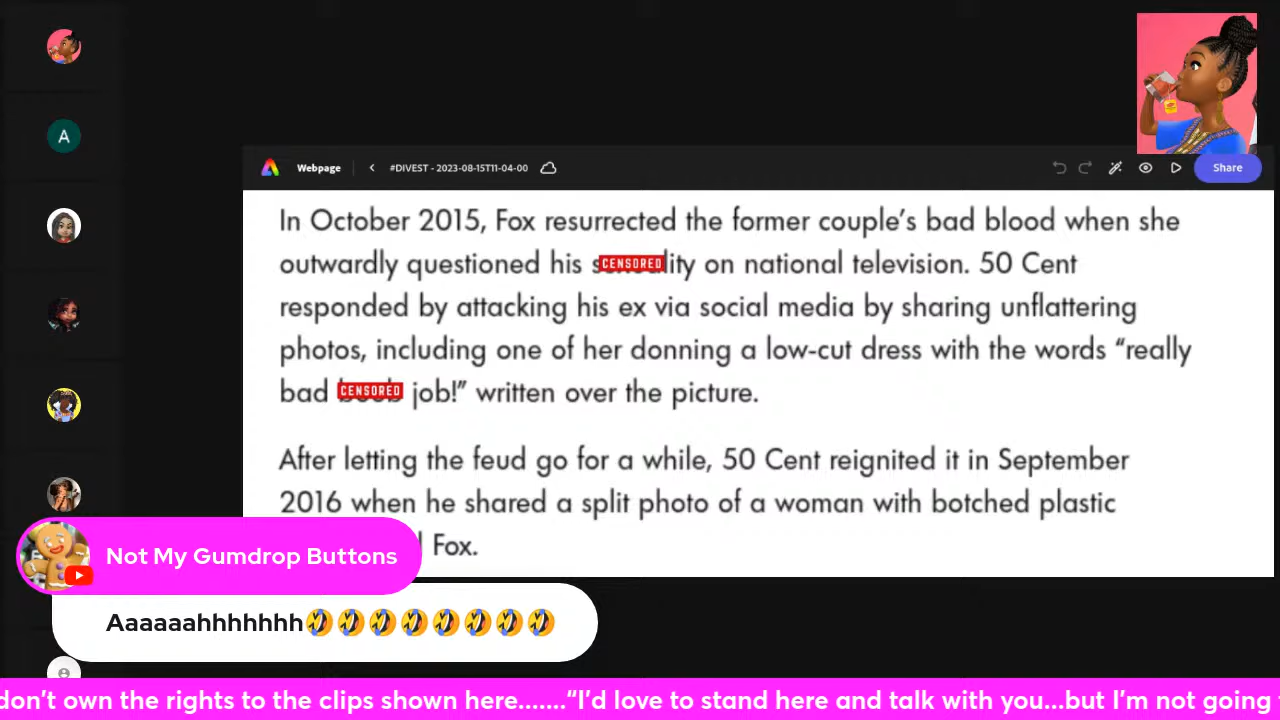 A
Webpage
#DIVEST - 2023-08-15T11-04-00
Share
In October 2015, Fox resurrected the former couple's bad blood when she
outwardly questioned his s CENSORED lity on national television. 50 Cent
responded by attacking his ex via social media by sharing unflattering
photos, including one of her donning a low-cut dress with the words “really
bad CENSORED job!” written over the picture.
After letting the feud go for a while, 50 Cent reignited it in September
2016 when he shared a split photo of a woman with botched plastic
Fox.
Not My Gumdrop Buttons
Aaaaaahhhhhhh🤣🤣🤣🤣🤣🤣🤣🤣
don't own the rights to the clips shown here.......“I'd love to stand here and talk with you...but I'm not going